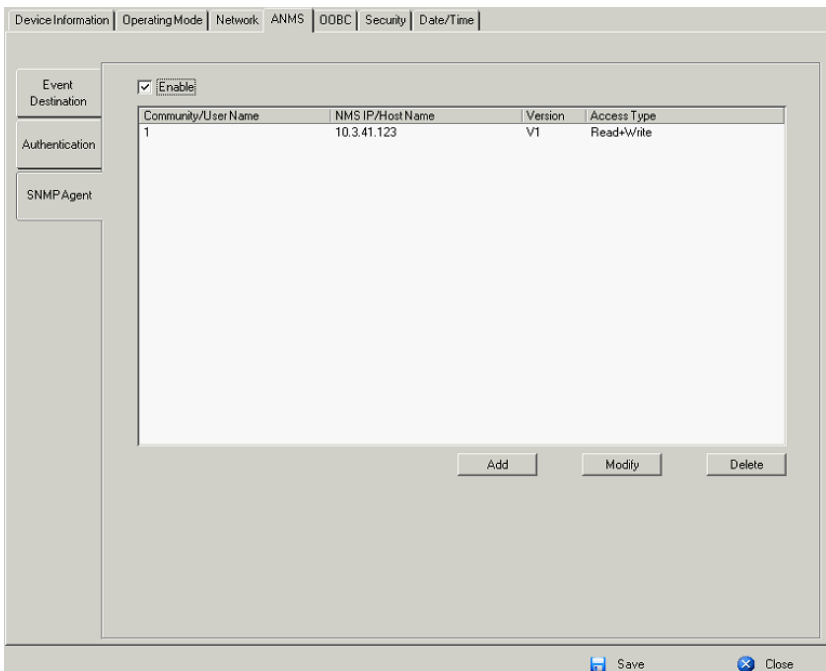 Device Information Operating Mode Network ANMS OOBC Security Date/Time
Event
Destination
Authentication
SNMP Agent
Enable
Community/User Name NMS IP/Host Name Version Access Type
1 10.3.41.123 V1 Read+Write
Add Modify Delete
Save Close